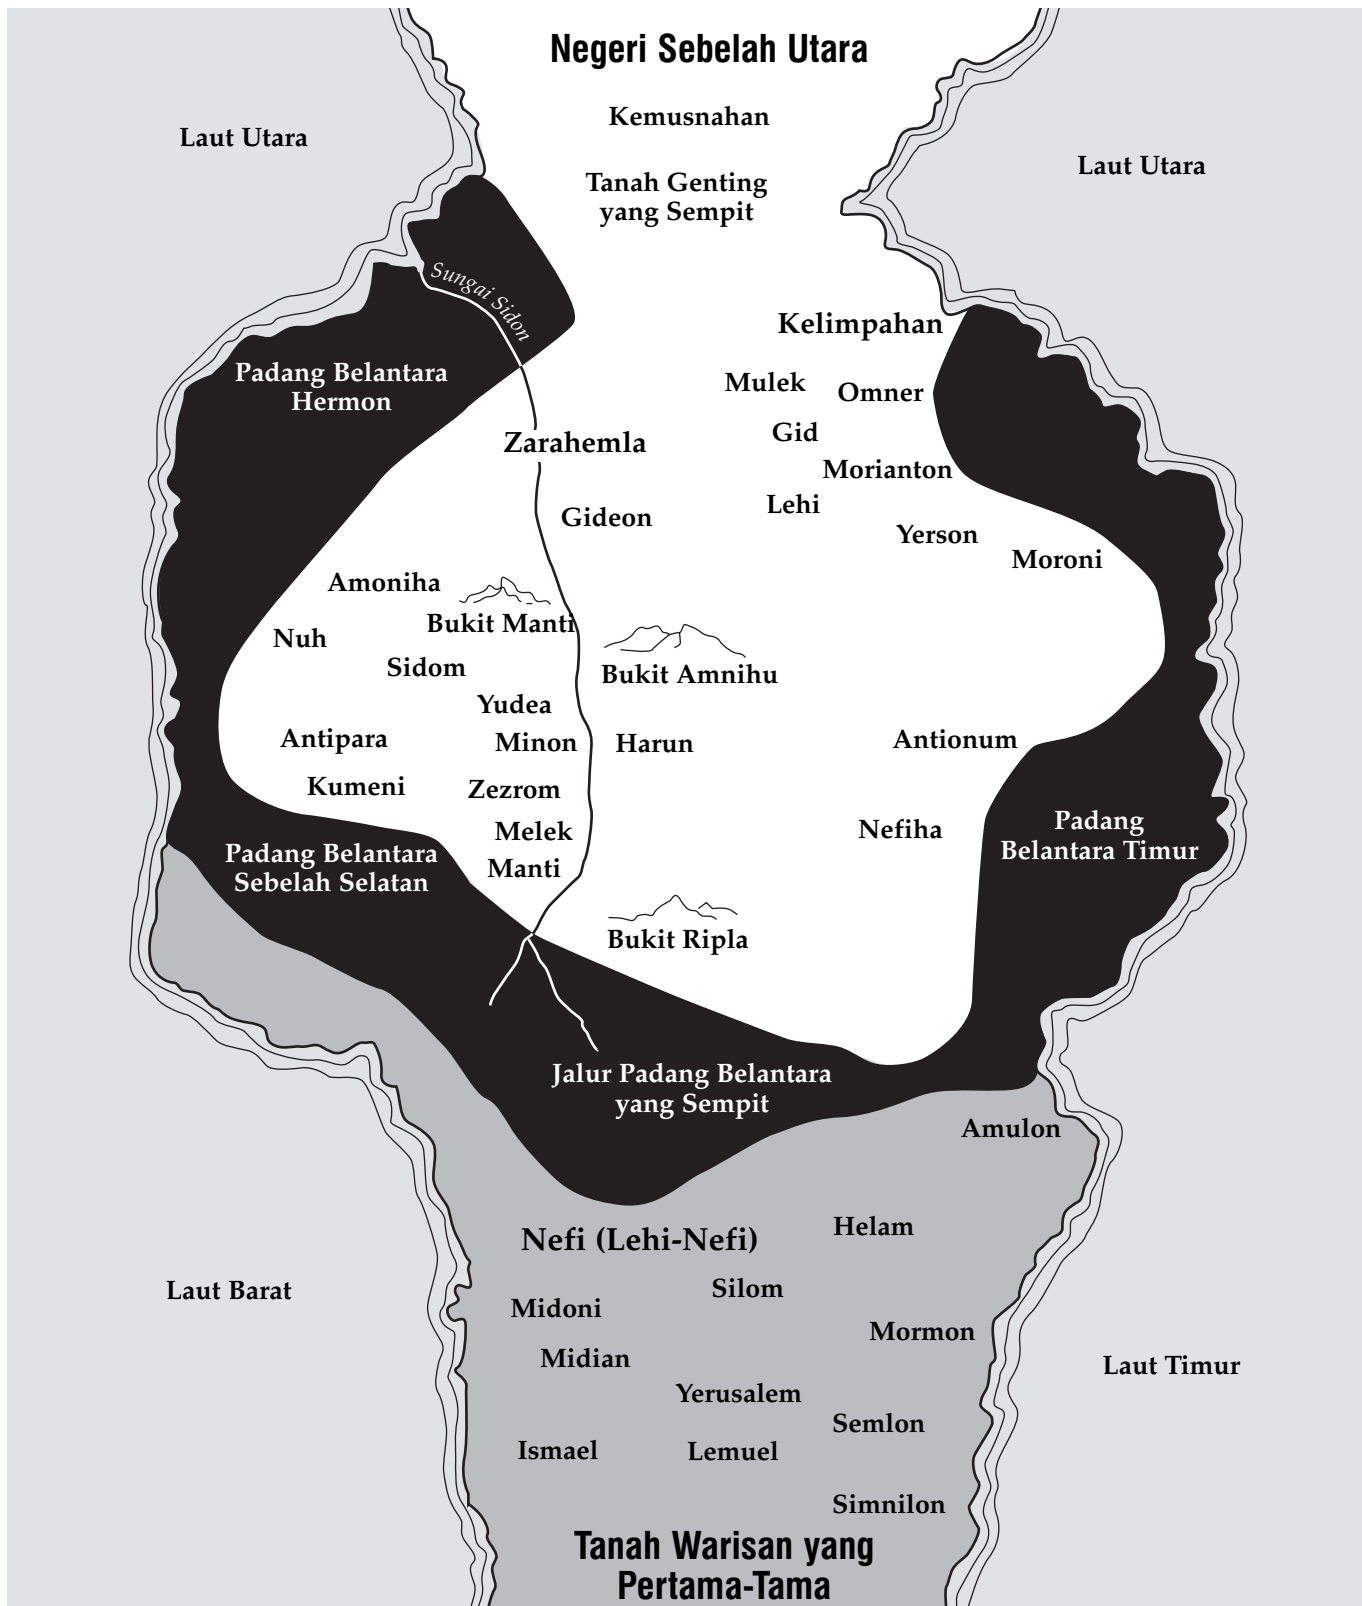 Negeri Sebelah Utara
Kemusnahan
Laut Utara
Laut Utara
Tanah Genting
yang Sempit
Sungai Sidon
Kelimpahan
Padang Belantara
Hermon
Mulek
Omner
Gid
Zarahemla
Morianton
Lehi
Gideon
Yerson
Moroni
Amoniha
Bukit Manti
Nuh
Sidom
Bukit Amnihu
Yudea
Antipara
Minon
Harun
Antionum
Kumeni
Zezrom
Melek
Nefiha
Padang
Belantara Timur
Padang Belantara
Sebelah Selatan
Manti
Bukit Ripla
Jalur Padang Belantara
yang Sempit
Amulon
Helam
Nefi (Lehi-Nefi)
Silom
Laut Barat
Midoni
Mormon
Midian
Laut Timur
Yerusalem
Semlon
Ismael
Lemuel
Simnilon
Tanah Warisan yang
Pertama-Tama